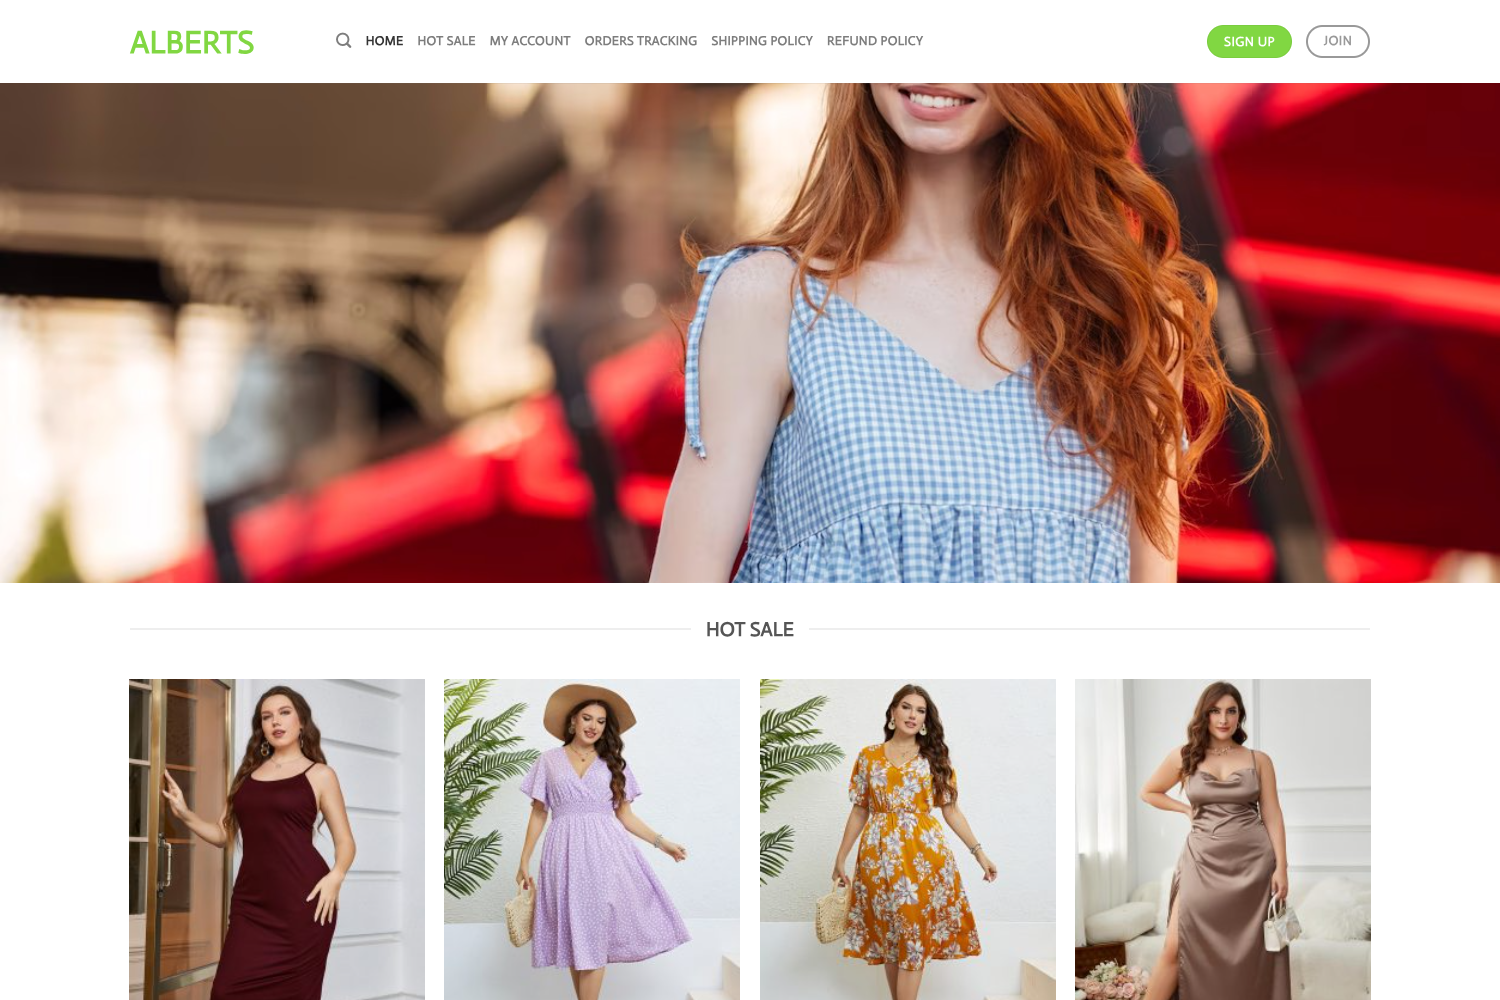 ALBERTS
HOME HOT SALE MY ACCOUNT ORDERS TRACKING SHIPPING POLICY REFUND POLICY
SIGN UP JOIN
HOT SALE